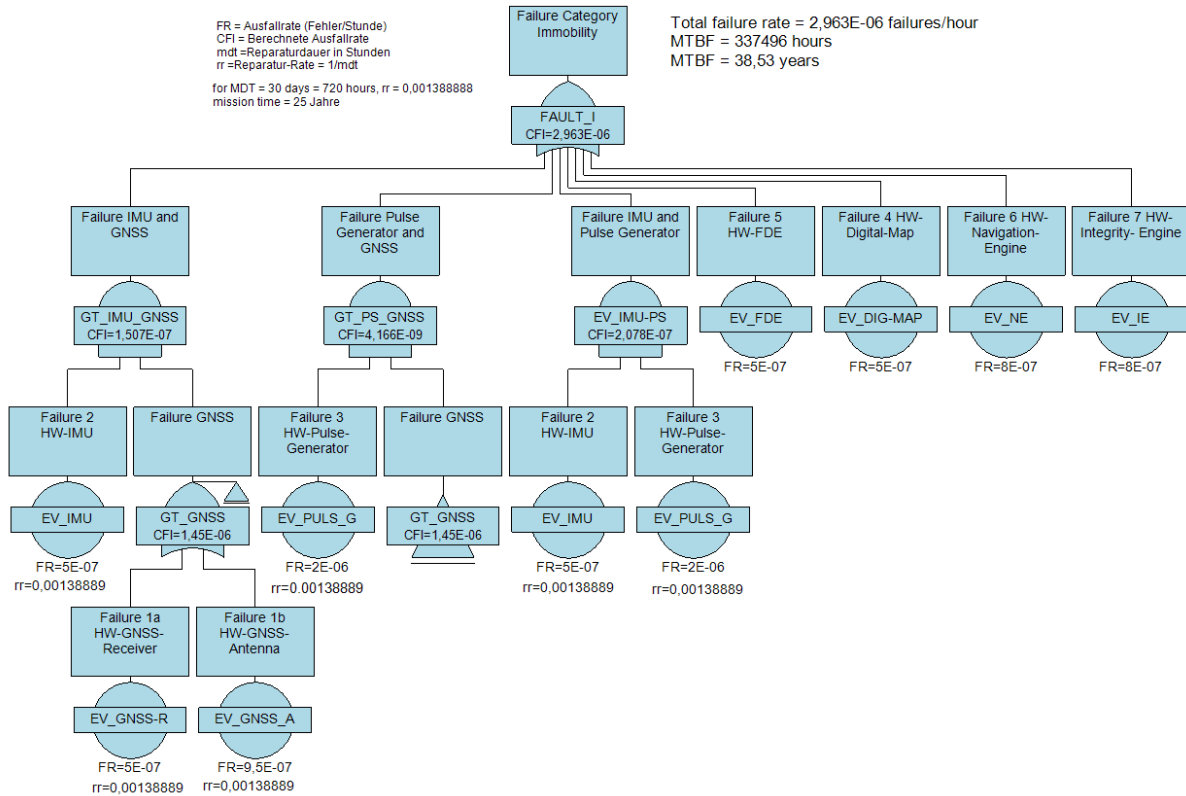 FR = Ausfallrate (Fehler/Stunde)
CFI = Berechnete Ausfallrate
mdt =Reparaturdauer in Stunden
rr =Reparatur-Rate = 1/mdt
for MDT = 30 days = 720 hours, rr = 0,001388888
mission time = 25 Jahre
Failure Category
Immobility
Total failure rate = 2,963E-06 failures/hour
MTBF = 337496 hours
MTBF = 38,53 years
FAULT_I
CFI=2,963E-06
Failure IMU and
GNSS
Failure Pulse
Generator and
GNSS
Failure IMU and
Pulse Generator
Failure 5
HW-FDE
Failure 4 HW-
Digital-Map
Failure 6 HW-
Navigation-
Engine
Failure 7 HW-
Integrity- Engine
GT_IMU_GNSS
CFI=1,507E-07
GT_PS_GNSS
CFI=4,166E-09
EV_IMU-PS
CFI=2,078E-07
EV_FDE
FR=5E-07
EV_DIG-MAP
FR=5E-07
EV_NE
FR=8E-07
EV_IE
FR=8E-07
Failure 2
HW-IMU
Failure GNSS
Failure 3
HW-Pulse-
Generator
Failure GNSS
Failure 2
HW-IMU
Failure 3
HW-Pulse-
Generator
EV_IMU
FR=5E-07
rr=0,00138889
GT_GNSS
CFI=1,45E-06
EV_PULS_G
FR=2E-06
rr=0.00138889
GT_GNSS
CFI=1,45E-06
EV_IMU
FR=5E-07
rr=0,00138889
EV_PULS_G
FR=2E-06
rr=0,00138889
Failure 1a
HW-GNSS-
Receiver
Failure 1b
HW-GNSS-
Antenna
EV_GNSS-R
FR=5E-07
rr=0,00138889
EV_GNSS_A
FR=9,5E-07
rr=0,00138889